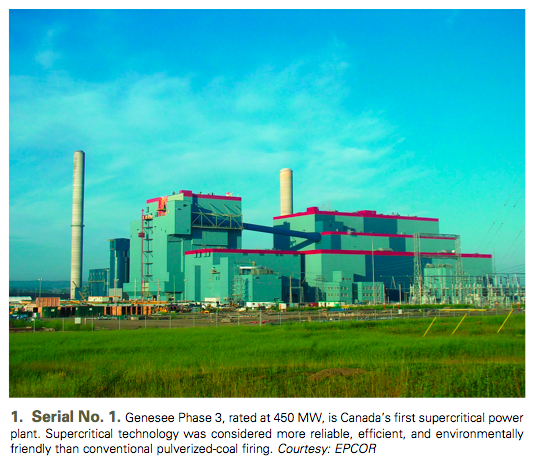 1. Serial No. 1. Genesee Phase 3, rated at 450 MW, is Canada's first supercritical power
plant. Supercritical technology was considered more reliable, efficient, and environmentally
friendly than conventional pulverized-coal firing. Courtesy: EPCOR